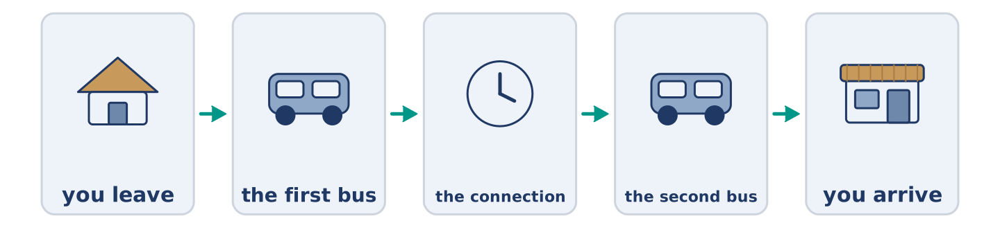 you leave
the first bus
the connection
the second bus
you arrive